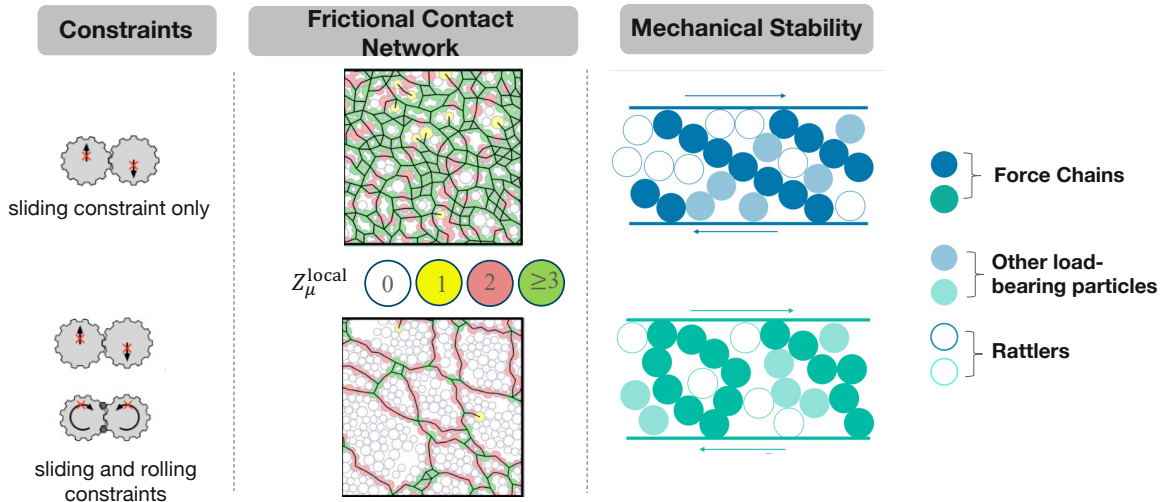 Constraints
Frictional Contact
Network
Mechanical Stability
sliding constraint only
Z_μ^local
0
1
2
≥3
sliding and rolling
constraints
Force Chains
Other load-
bearing particles
Rattlers